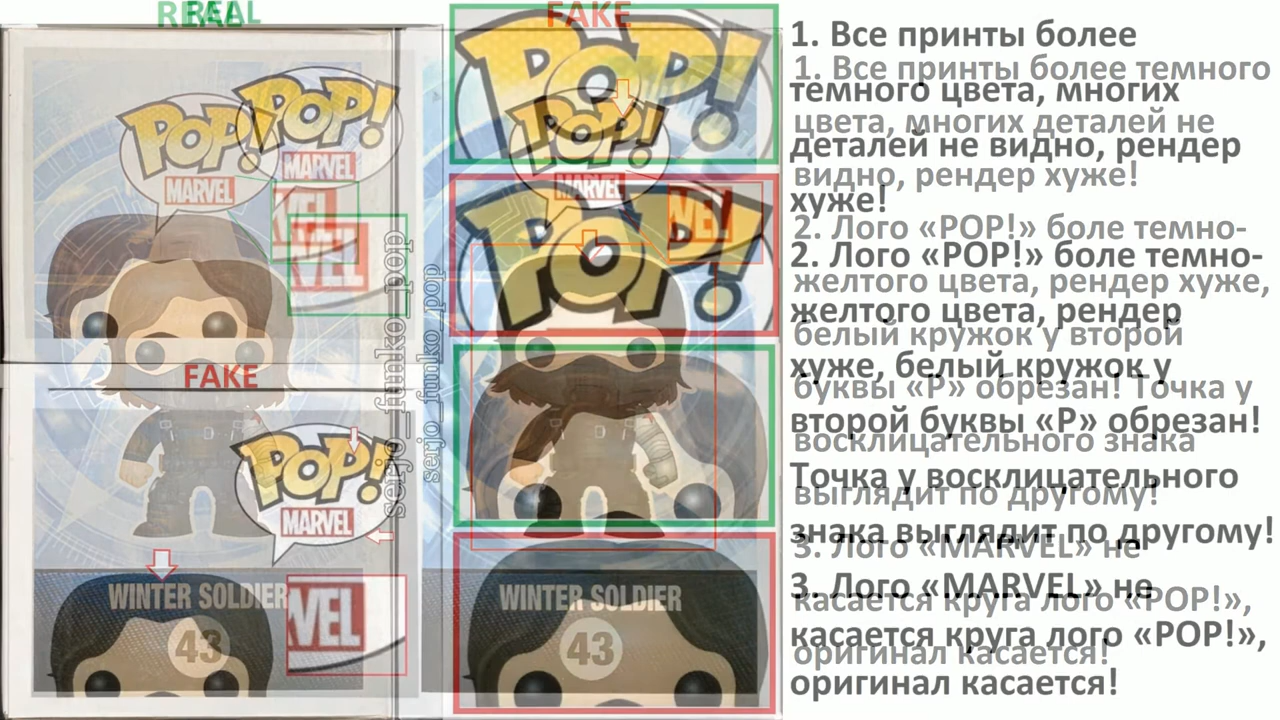 REAL
REAL
FAKE
POP!
POP!
MARVEL
MARVEL
VEL
VEL
POP!
POP!
MARVEL
POP!
VEL
serjo_funko_pop
serjo_funko_pop
FAKE
POP!
MARVEL
VEL
WINTER SOLDIER
43
WINTER SOLDIER
43
1. Все принты более
темного цвета, многих
деталей не видно, рендер
хуже!
2. Лого «POP!» боле темно-
желтого цвета, рендер
хуже, белый кружок у
второй буквы «P» обрезан!
Точка у восклицательного
знака выглядит по другому!
3. Лого «MARVEL» не
касается круга лого «POP!»,
оригинал касается!
1. Все принты более темного
цвета, многих деталей не
видно, рендер хуже!
2. Лого «POP!» боле темно-
желтого цвета, рендер хуже,
белый кружок у второй
буквы «P» обрезан! Точка у
восклицательного знака
выглядит по другому!
3. Лого «MARVEL» не
касается круга лого «POP!»,
оригинал касается!